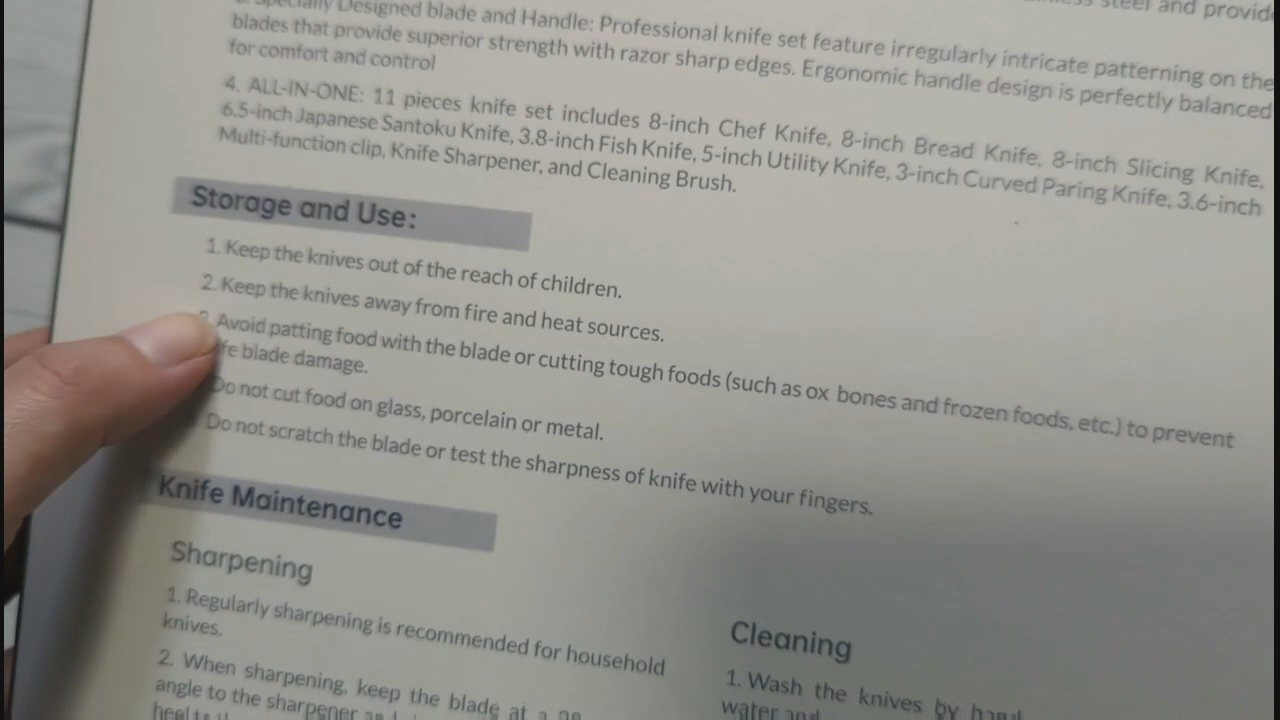 steel and provide
Specially Designed blade and Handle: Professional knife set feature irregularly intricate patterning on the
blades that provide superior strength with razor sharp edges. Ergonomic handle design is perfectly balanced
for comfort and control
4. ALL-IN-ONE: 11 pieces knife set includes 8-inch Chef Knife, 8-inch Bread Knife, 8-inch Slicing Knife,
6.5-inch Japanese Santoku Knife, 3.8-inch Fish Knife, 5-inch Utility Knife, 3-inch Curved Paring Knife, 3.6-inch
Multi-function clip, Knife Sharpener, and Cleaning Brush.
Storage and Use:
1. Keep the knives out of the reach of children.
2. Keep the knives away from fire and heat sources.
Avoid patting food with the blade or cutting tough foods (such as ox bones and frozen foods, etc.) to prevent
blade damage.
Do not cut food on glass, porcelain or metal.
Do not scratch the blade or test the sharpness of knife with your fingers.
Knife Maintenance
Sharpening
1. Regularly sharpening is recommended for household
knives.
2. When sharpening, keep the blade at a
angle to the sharpener
Cleaning
1. Wash the knives by hand
water and